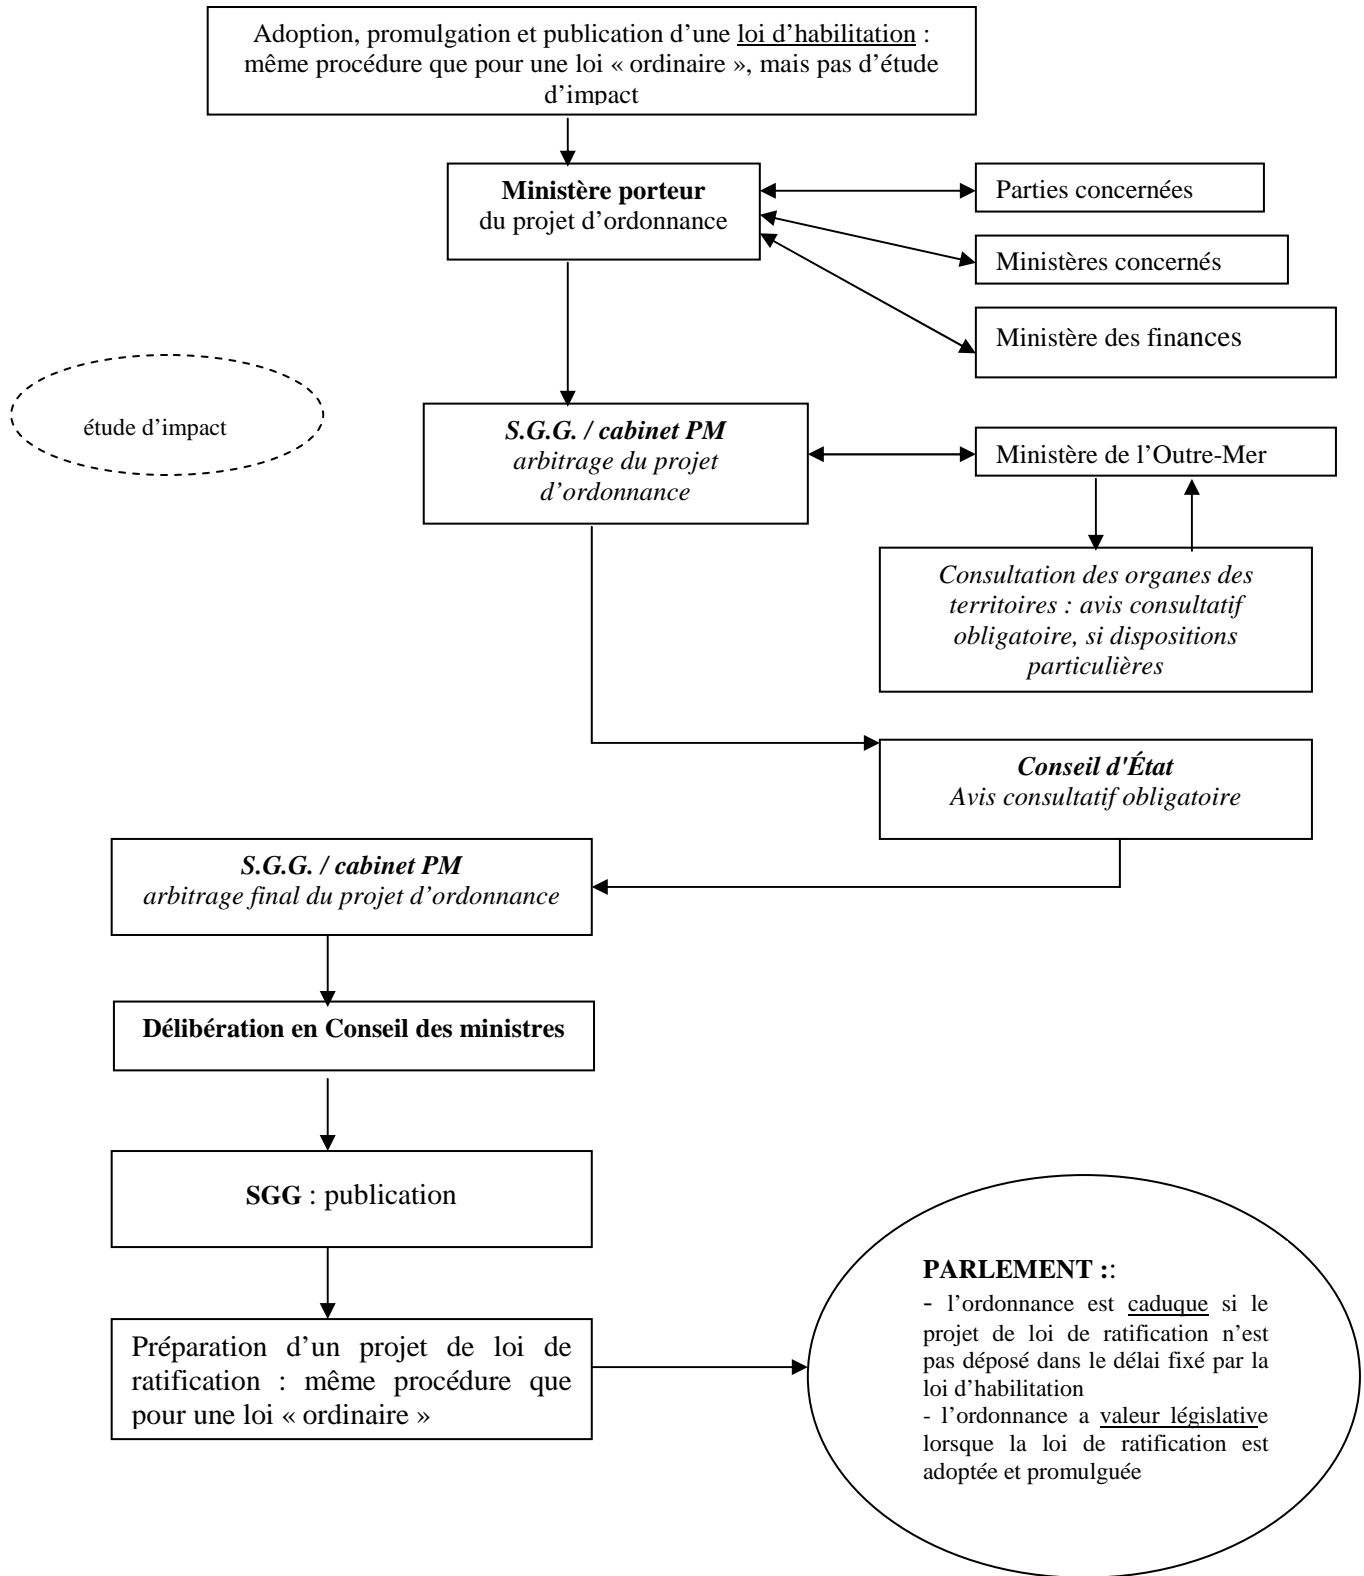 Adoption, promulgation et publication d’une loi d’habilitation :
même procédure que pour une loi « ordinaire », mais pas d’étude
d’impact
Ministère porteur
du projet d’ordonnance
Parties concernées
Ministères concernés
Ministère des finances
étude d’impact
S.G.G. / cabinet PM
arbitrage du projet
d’ordonnance
Ministère de l’Outre-Mer
Consultation des organes des
territoires : avis consultatif
obligatoire, si dispositions
particulières
Conseil d'État
Avis consultatif obligatoire
S.G.G. / cabinet PM
arbitrage final du projet d’ordonnance
Délibération en Conseil des ministres
SGG : publication
Préparation d’un projet de loi de
ratification : même procédure que
pour une loi « ordinaire »
PARLEMENT ::
- l’ordonnance est caduque si le
projet de loi de ratification n’est
pas déposé dans le délai fixé par la
loi d’habilitation
- l’ordonnance a valeur législative
lorsque la loi de ratification est
adoptée et promulguée